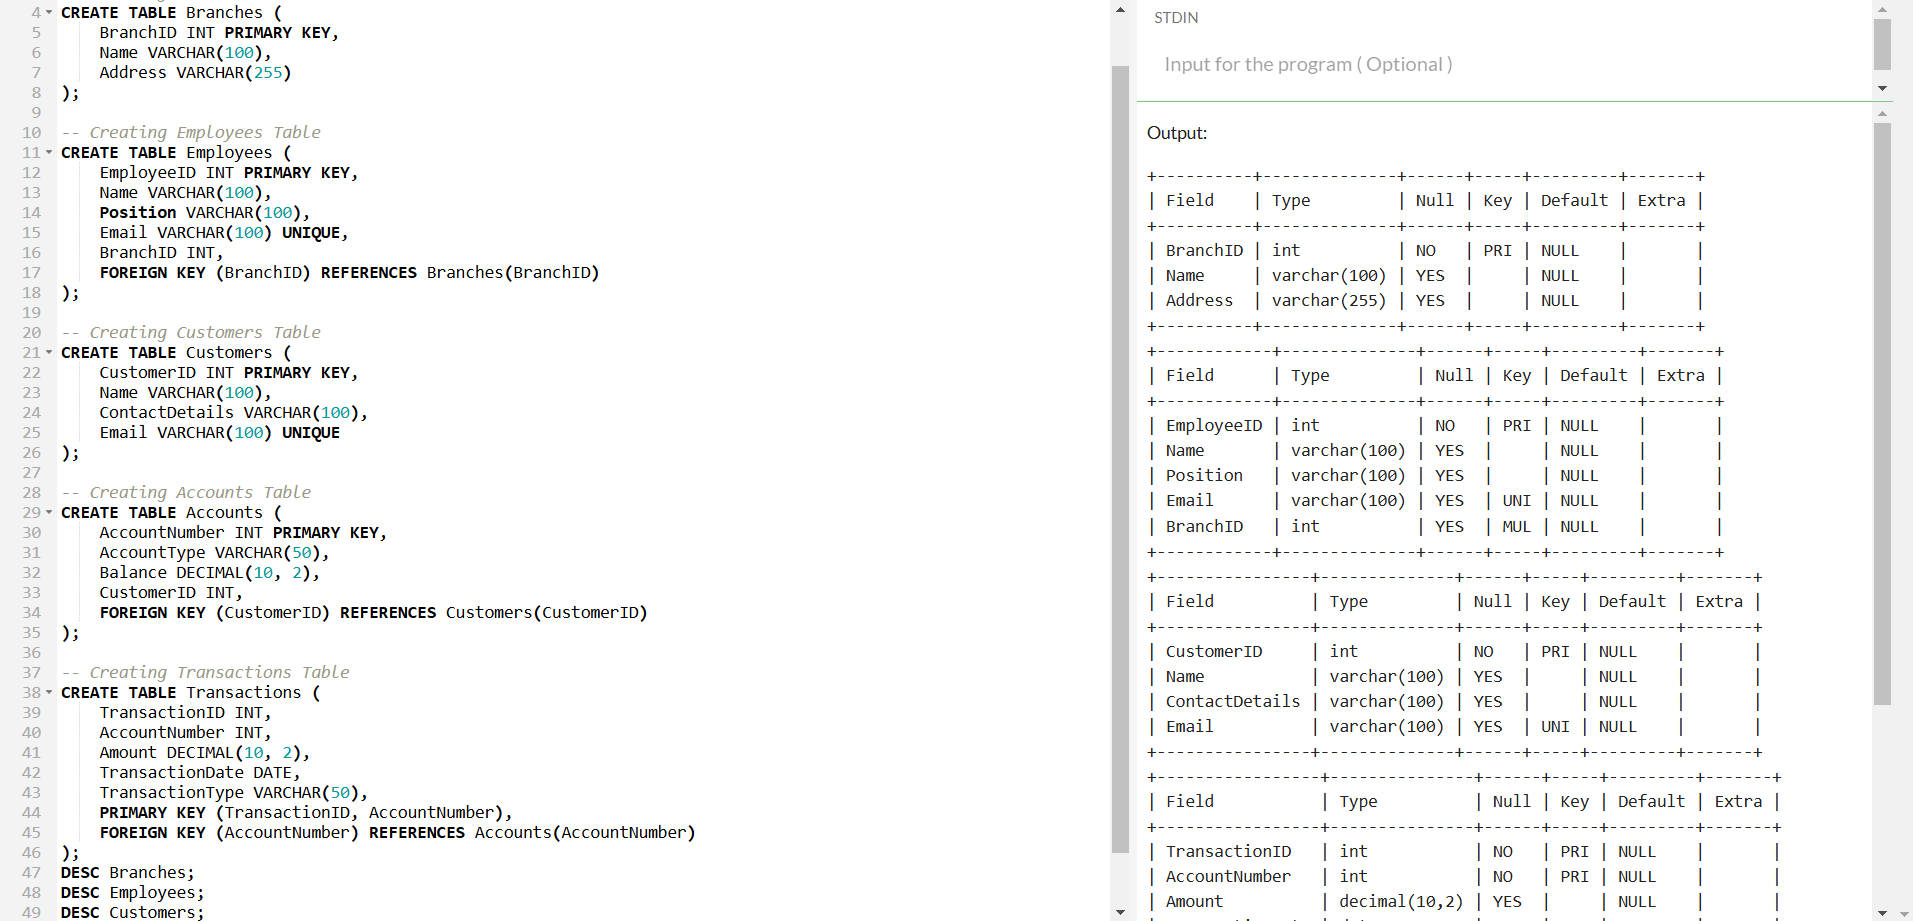 4 CREATE TABLE Branches (
5     BranchID INT PRIMARY KEY,
6     Name VARCHAR(100),
7     Address VARCHAR(255)
8 );
9
10 -- Creating Employees Table
11 CREATE TABLE Employees (
12     EmployeeID INT PRIMARY KEY,
13     Name VARCHAR(100),
14     Position VARCHAR(100),
15     Email VARCHAR(100) UNIQUE,
16     BranchID INT,
17     FOREIGN KEY (BranchID) REFERENCES Branches(BranchID)
18 );
19
20 -- Creating Customers Table
21 CREATE TABLE Customers (
22     CustomerID INT PRIMARY KEY,
23     Name VARCHAR(100),
24     ContactDetails VARCHAR(100),
25     Email VARCHAR(100) UNIQUE
26 );
27
28 -- Creating Accounts Table
29 CREATE TABLE Accounts (
30     AccountNumber INT PRIMARY KEY,
31     AccountType VARCHAR(50),
32     Balance DECIMAL(10, 2),
33     CustomerID INT,
34     FOREIGN KEY (CustomerID) REFERENCES Customers(CustomerID)
35 );
36
37 -- Creating Transactions Table
38 CREATE TABLE Transactions (
39     TransactionID INT,
40     AccountNumber INT,
41     Amount DECIMAL(10, 2),
42     TransactionDate DATE,
43     TransactionType VARCHAR(50),
44     PRIMARY KEY (TransactionID, AccountNumber),
45     FOREIGN KEY (AccountNumber) REFERENCES Accounts(AccountNumber)
46 );
47 DESC Branches;
48 DESC Employees;
49 DESC Customers;
STDIN
Input for the program ( Optional )
Output:
+----------+--------------+------+-----+---------+-------+
| Field    | Type         | Null | Key | Default | Extra |
+----------+--------------+------+-----+---------+-------+
| BranchID | int          | NO   | PRI | NULL    |       |
| Name     | varchar(100) | YES  |     | NULL    |       |
| Address  | varchar(255) | YES  |     | NULL    |       |
+----------+--------------+------+-----+---------+-------+
+------------+--------------+------+-----+---------+-------+
| Field      | Type         | Null | Key | Default | Extra |
+------------+--------------+------+-----+---------+-------+
| EmployeeID | int          | NO   | PRI | NULL    |       |
| Name       | varchar(100) | YES  |     | NULL    |       |
| Position   | varchar(100) | YES  |     | NULL    |       |
| Email      | varchar(100) | YES  | UNI | NULL    |       |
| BranchID   | int          | YES  | MUL | NULL    |       |
+------------+--------------+------+-----+---------+-------+
+----------------+--------------+------+-----+---------+-------+
| Field          | Type         | Null | Key | Default | Extra |
+----------------+--------------+------+-----+---------+-------+
| CustomerID     | int          | NO   | PRI | NULL    |       |
| Name           | varchar(100) | YES  |     | NULL    |       |
| ContactDetails | varchar(100) | YES  |     | NULL    |       |
| Email          | varchar(100) | YES  | UNI | NULL    |       |
+----------------+--------------+------+-----+---------+-------+
+-----------------+---------------+------+-----+---------+-------+
| Field           | Type          | Null | Key | Default | Extra |
+-----------------+---------------+------+-----+---------+-------+
| TransactionID   | int           | NO   | PRI | NULL    |       |
| AccountNumber   | int           | NO   | PRI | NULL    |       |
| Amount          | decimal(10,2) | YES  |     | NULL    |       |